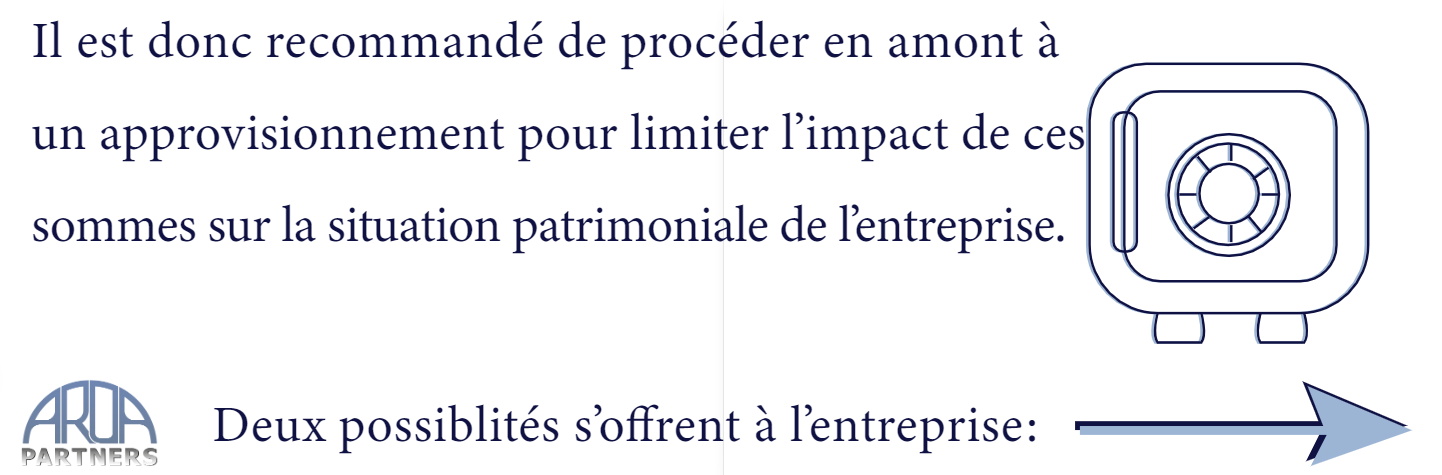 Il est donc recommandé de procéder en amont à
un approvisionnement pour limiter l’impact de ces
sommes sur la situation patrimoniale de l’entreprise.
AROA
PARTNERS
Deux possiblités s’offrent à l’entreprise: